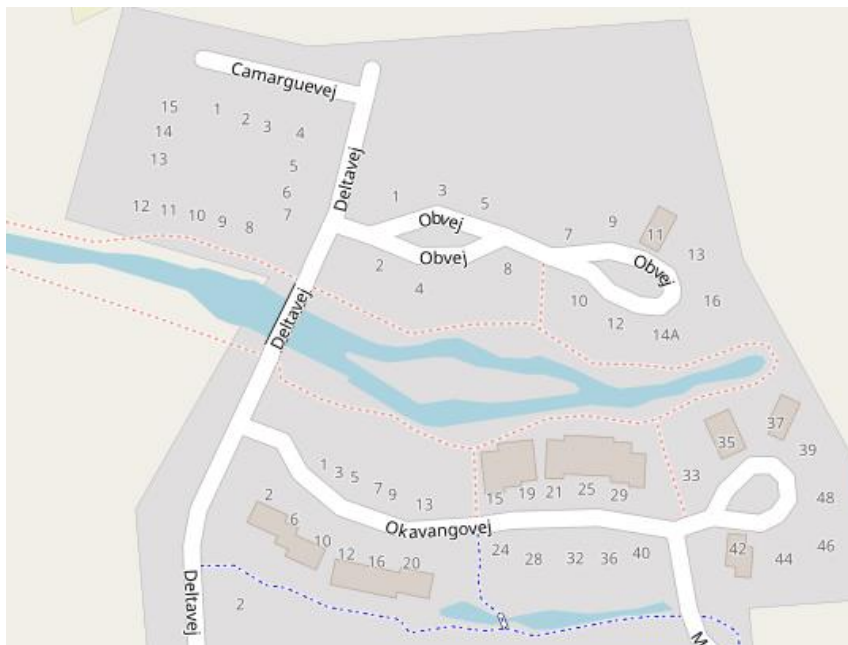 Camarguevej
15 1 2 3 4
14
13 5
6
12 11 10 9 8 7
Deltavej
1 3 5
Obvej
7 9 11 13
Obvej
Obvej
2 4 8
10 12 14A 16
Deltavej
35 37 39
1 3 5 7 9 13
15 19 21 25 29 33
48
2 6 10 12 16 20
Okavangovej
24 28 32 36 40
42 44 46
Deltavej
2
M